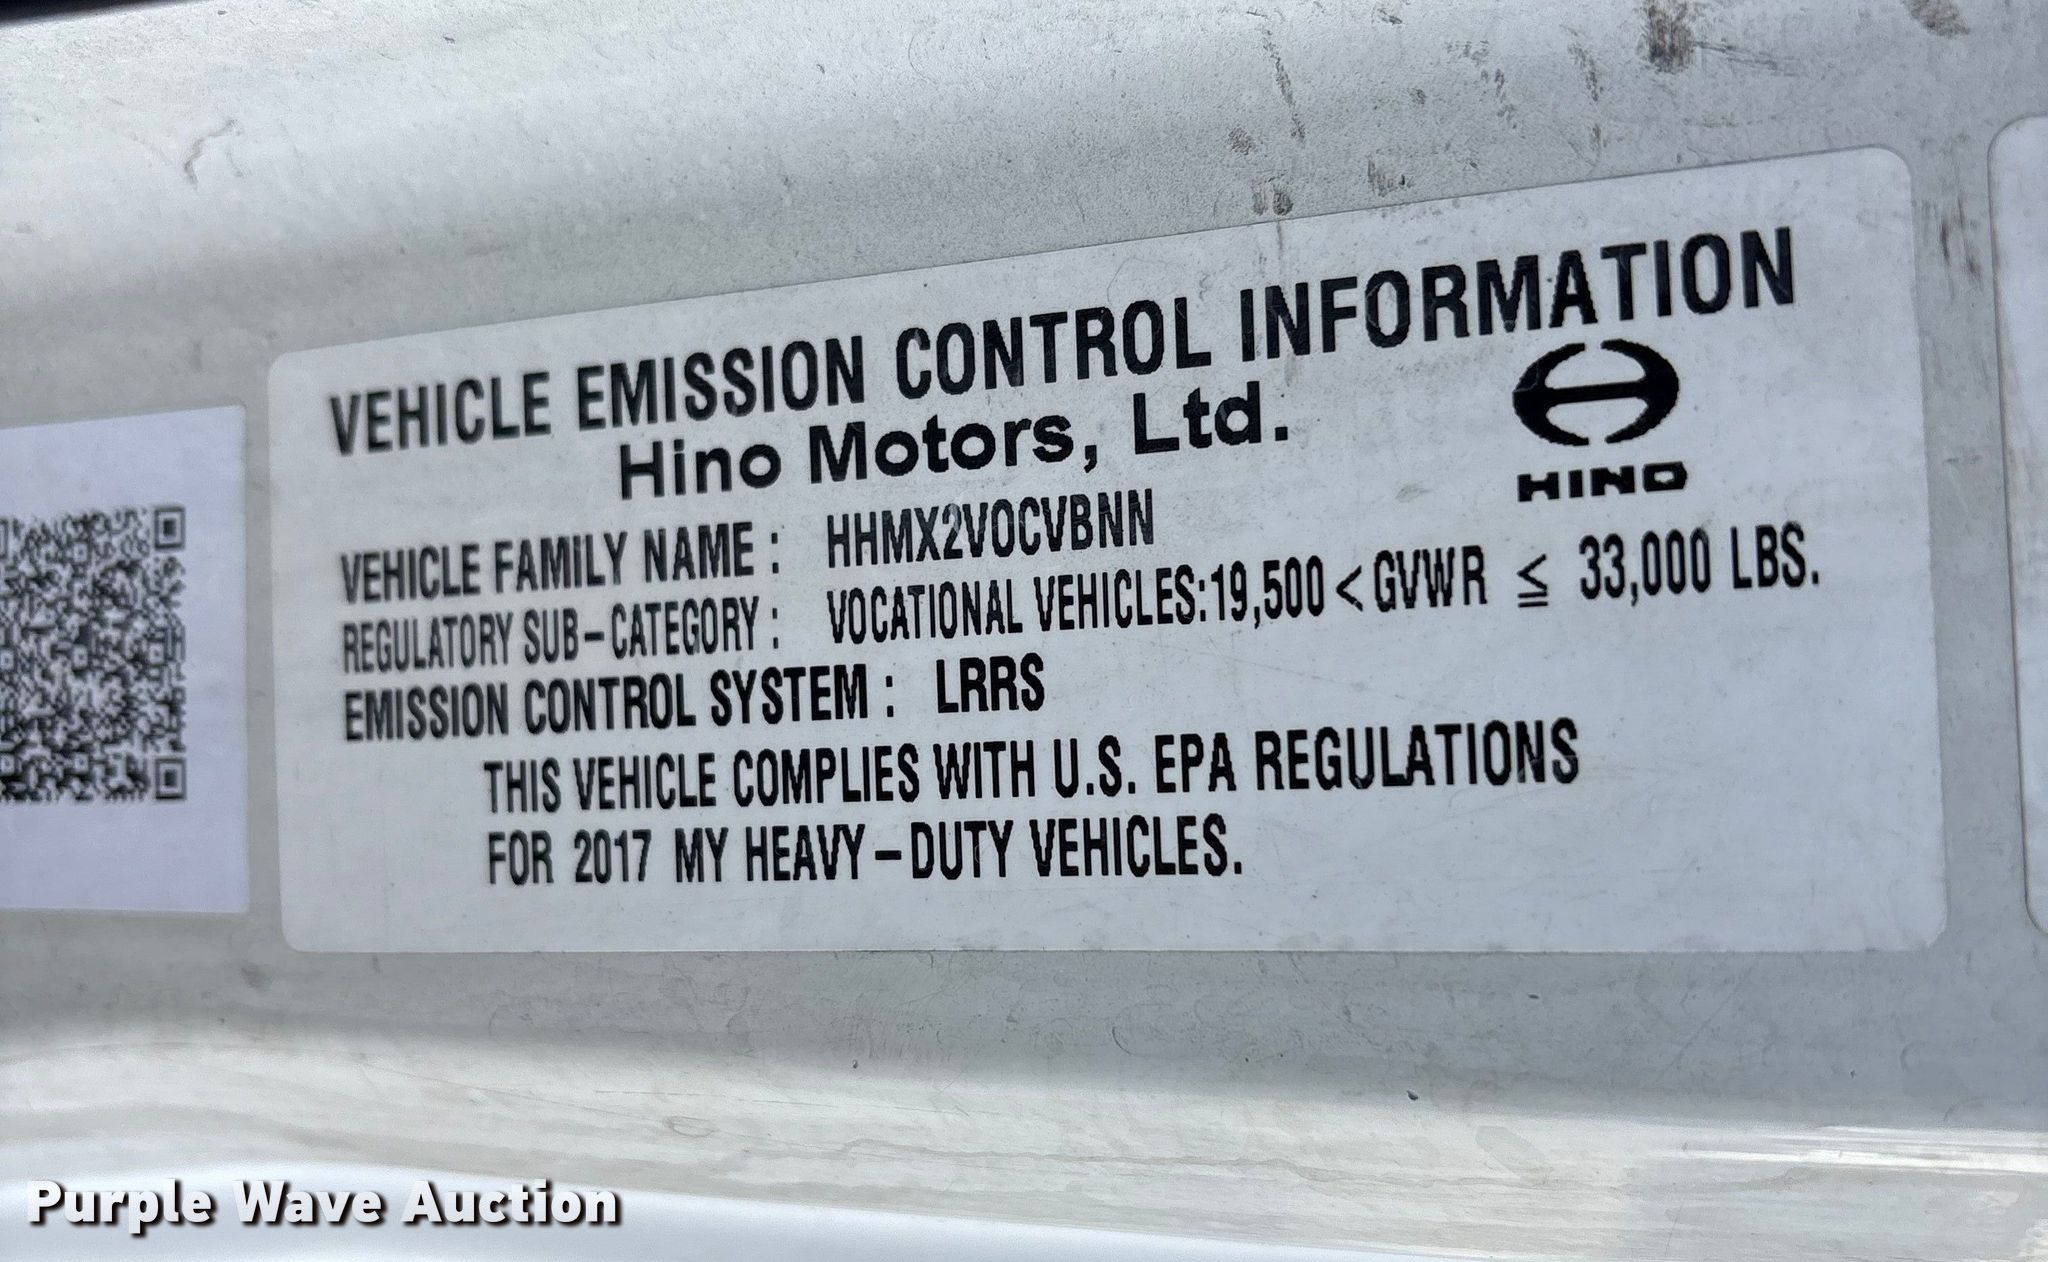 VEHICLE EMISSION CONTROL INFORMATION
Hino Motors, Ltd.
HINO
VEHICLE FAMILY NAME : HHMX2VOCVBNN
REGULATORY SUB-CATEGORY : VOCATIONAL VEHICLES:19,500 < GVWR ≦ 33,000 LBS.
EMISSION CONTROL SYSTEM : LRRS
THIS VEHICLE COMPLIES WITH U.S. EPA REGULATIONS
FOR 2017 MY HEAVY-DUTY VEHICLES.
Purple Wave Auction